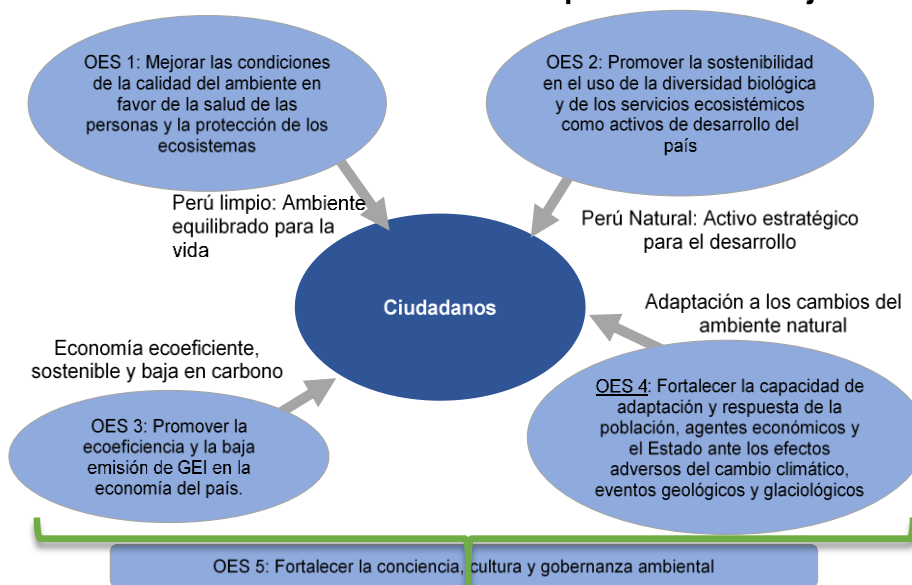 OES 1: Mejorar las condiciones
de la calidad del ambiente en
favor de la salud de las
personas y la protección de los
ecosistemas
OES 2: Promover la sostenibilidad
en el uso de la diversidad biológica
y de los servicios ecosistémicos
como activos de desarrollo del
país
Perú limpio: Ambiente
equilibrado para la
vida
Perú Natural: Activo estratégico
para el desarrollo
Ciudadanos
Economía ecoeficiente,
sostenible y baja en carbono
Adaptación a los cambios del
ambiente natural
OES 3: Promover la
ecoeficiencia y la baja
emisión de GEI en la
economía del país.
OES 4: Fortalecer la capacidad de
adaptación y respuesta de la
población, agentes económicos y
el Estado ante los efectos
adversos del cambio climático,
eventos geológicos y glaciológicos
OES 5: Fortalecer la conciencia, cultura y gobernanza ambiental